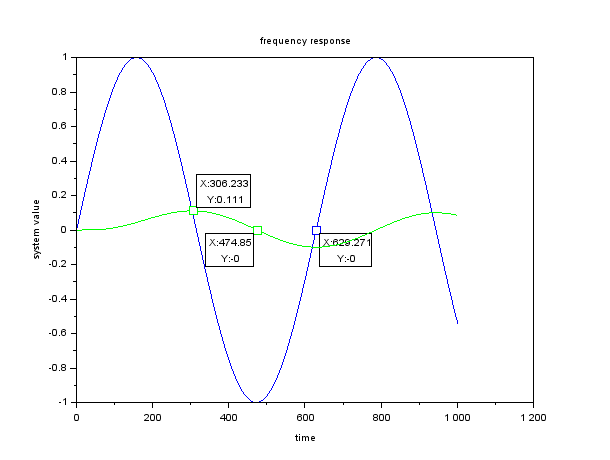 frequency response
1
0.8
0.6
0.4
X:306.233
0.2
Y:0.111
system value
0
X:474.85
X:629.271
-0.2
Y:-0
Y:-0
-0.4
-0.6
-0.8
-1
0
200
400
600
800
1 000
1 200
time